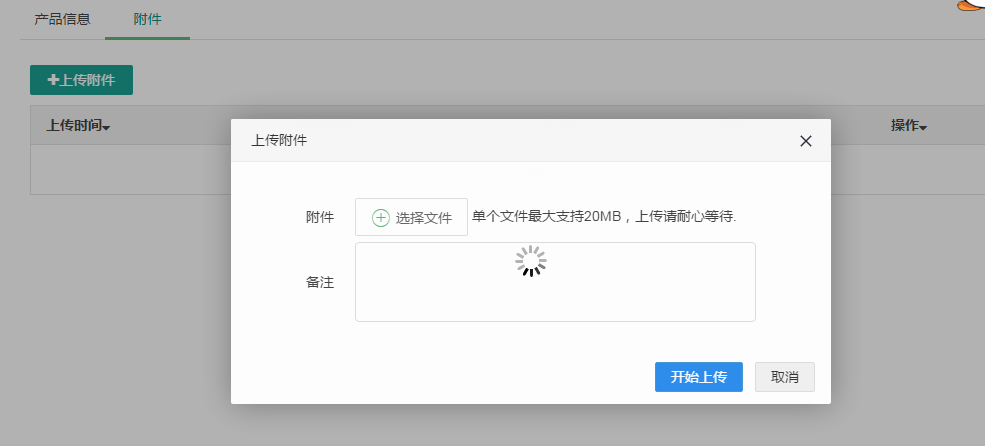 产品信息 附件
上传附件
上传时间 操作
上传附件
附件 选择文件 单个文件最大支持20MB，上传请耐心等待.
备注
开始上传 取消